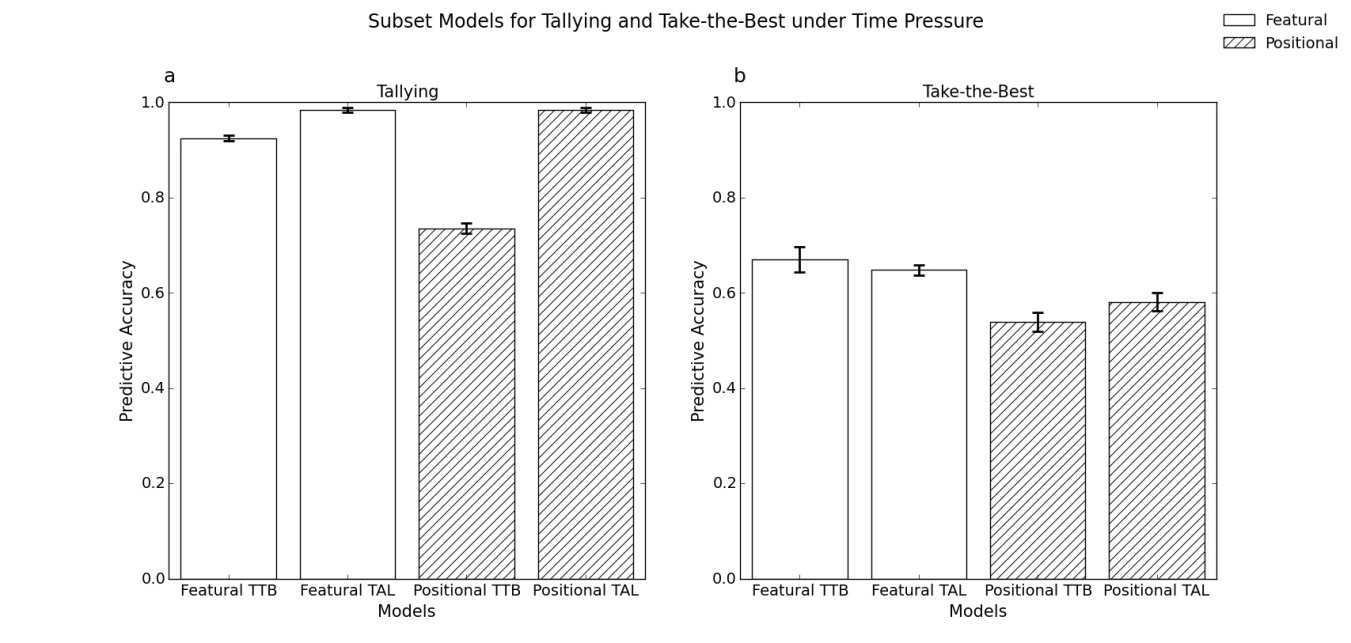 Subset Models for Tallying and Take-the-Best under Time Pressure
Featural
Positional
a
Tallying
1.0
0.8
0.6
0.4
0.2
0.0
Predictive Accuracy
Featural TTB Featural TAL Positional TTB Positional TAL
Models
b
Take-the-Best
1.0
0.8
0.6
0.4
0.2
0.0
Predictive Accuracy
Featural TTB Featural TAL Positional TTB Positional TAL
Models